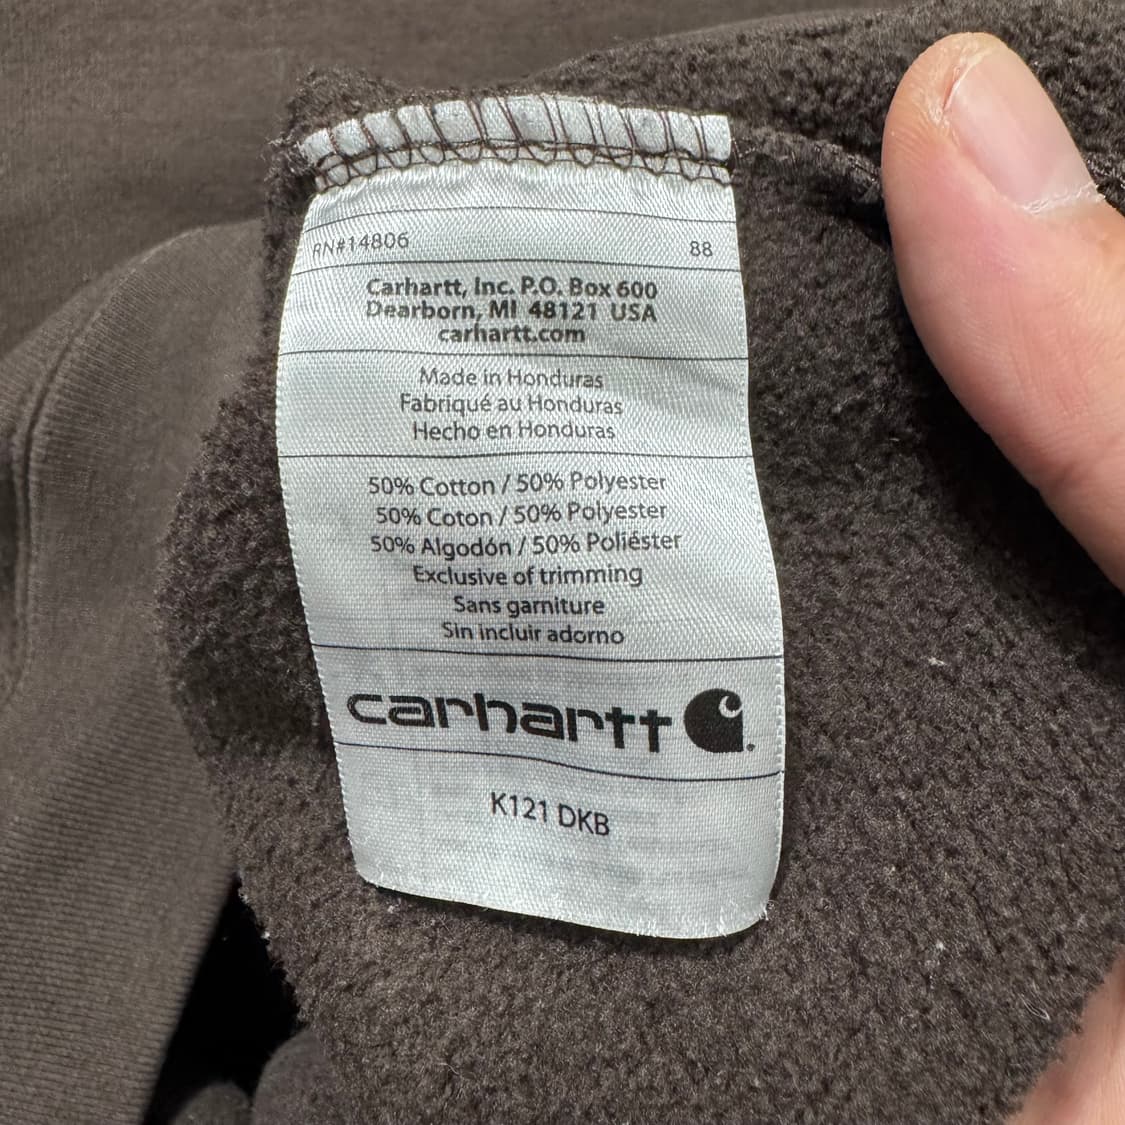 RN#14806 88
Carhartt, Inc. P.O. Box 600
Dearborn, MI 48121 USA
carhartt.com
Made in Honduras
Fabriqué au Honduras
Hecho en Honduras
50% Cotton / 50% Polyester
50% Coton / 50% Polyester
50% Algodón / 50% Poliéster
Exclusive of trimming
Sans garniture
Sin incluir adorno
carhartt
K121 DKB